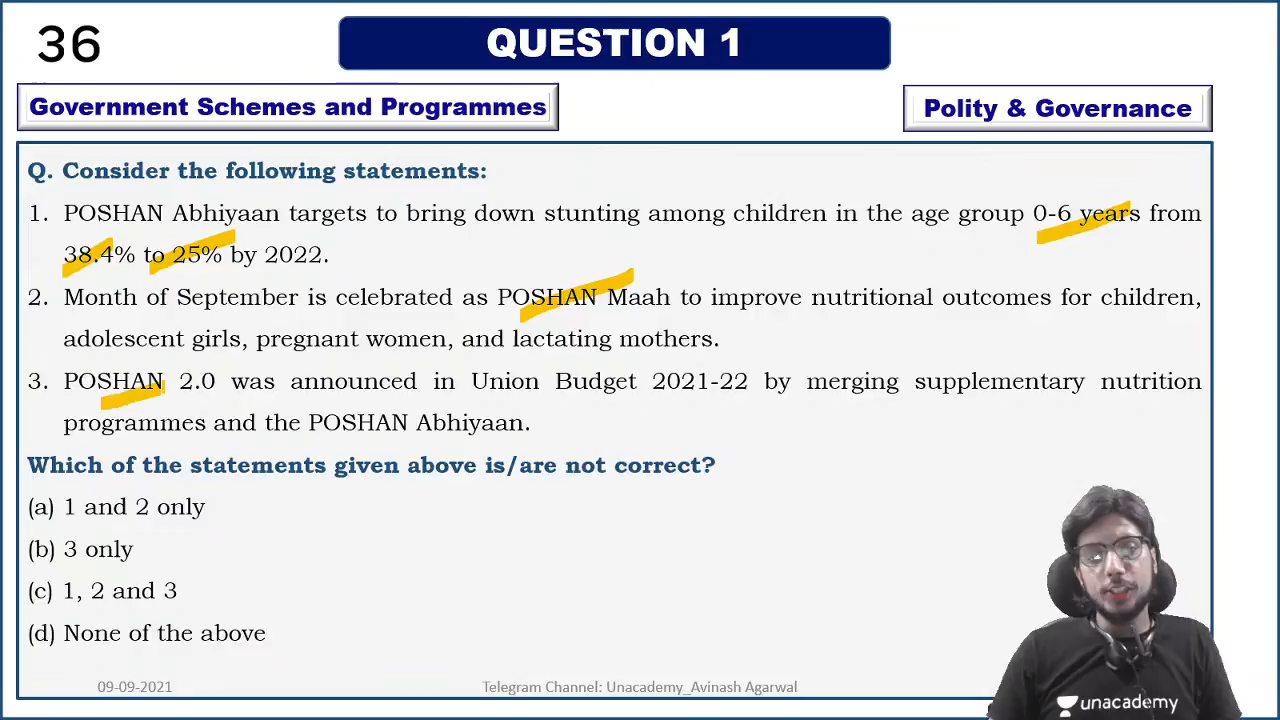 36
QUESTION 1
Government Schemes and Programmes
Polity & Governance
Q. Consider the following statements:
1. POSHAN Abhiyaan targets to bring down stunting among children in the age group 0-6 years from
38.4% to 25% by 2022.
2. Month of September is celebrated as POSHAN Maah to improve nutritional outcomes for children,
adolescent girls, pregnant women, and lactating mothers.
3. POSHAN 2.0 was announced in Union Budget 2021-22 by merging supplementary nutrition
programmes and the POSHAN Abhiyaan.
Which of the statements given above is/are not correct?
(a) 1 and 2 only
(b) 3 only
(c) 1, 2 and 3
(d) None of the above
09-09-2021
Telegram Channel: Unacademy_Avinash Agarwal
unacademy